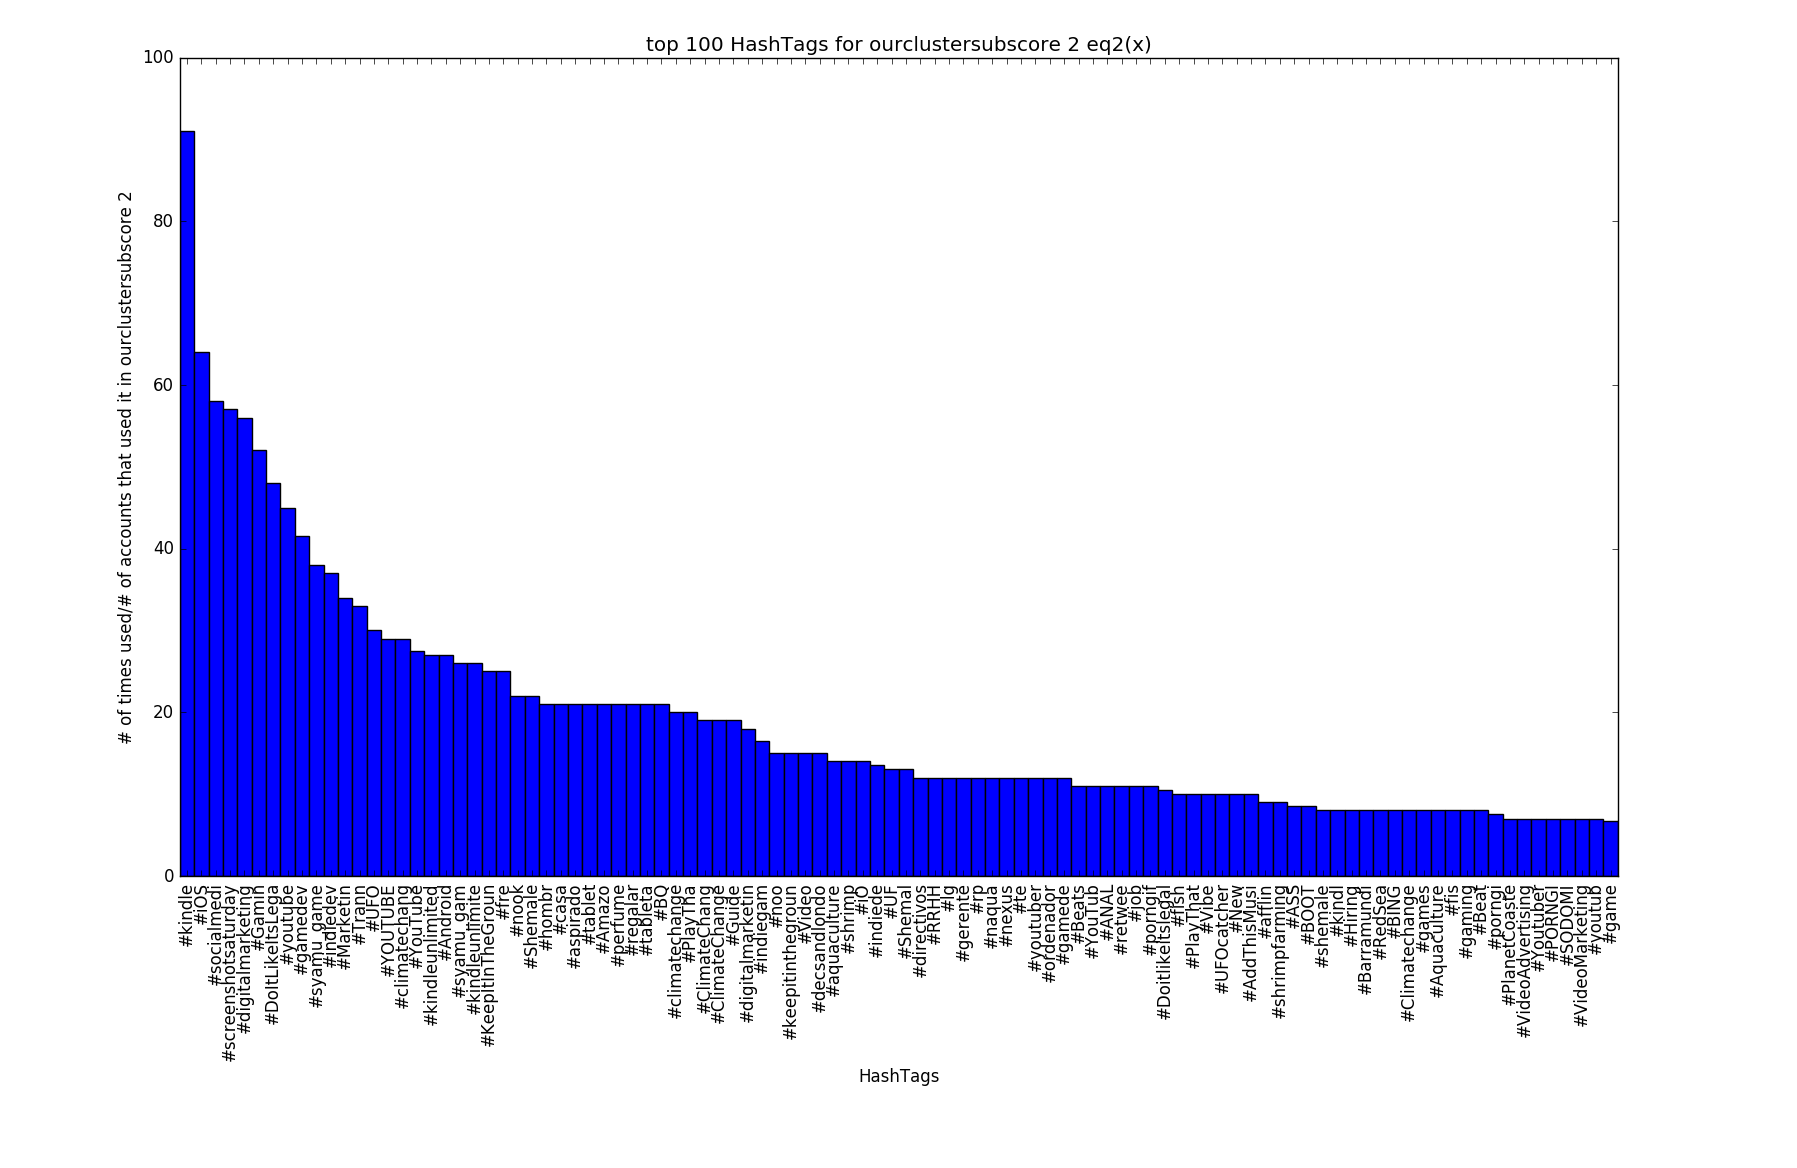 top 100 HashTags for ourclustersubscore 2 eq2(x)
# of times used/# of accounts that used it in ourclustersubscore 2
100
80
60
40
20
0
#kindle
#iOS
#socialmedi
#screenshotsaturday
#digitalmarketing
#Gamin
#DoItLikeItsLega
#youtube
#gamedev
#syamu_game
#indiedev
#Marketin
#Trann
#UFO
#YOUTUBE
#climatechang
#YouTube
#kindleunlimited
#Android
#syamu_gam
#kindleunlimite
#KeepItInTheGroun
#fre
#nook
#Shemale
#hombr
#casa
#aspirado
#tablet
#Amazo
#perfume
#regalar
#tableta
#BQ
#climatechange
#PlayTha
#ClimateChang
#ClimateChange
#Guide
#digitalmarketin
#indiegam
#noo
#keepitinthegroun
#Video
#decsandlondo
#aquaculture
#shrimp
#iO
#indiede
#UF
#Shemal
#directivos
#RRHH
#Ig
#gerente
#rp
#naqua
#nexus
#te
#youtuber
#ordenador
#gamede
#Beats
#YouTub
#ANAL
#retwee
#job
#porngif
#DoitlikeItsllegal
#fish
#PlayThat
#Vibe
#UFOcatcher
#New
#AddThisMusi
#affiin
#shrimpfarming
#ASS
#BOOT
#shemale
#kindl
#Hiring
#Barramundi
#RedSea
#BING
#Climatechange
#games
#Aquaculture
#fis
#gaming
#Beat
#porngi
#PlanetCoaste
#VideoAdvertising
#Youtuber
#PORNGI
#SODOMI
#VideoMarketing
#youtub
#game
HashTags